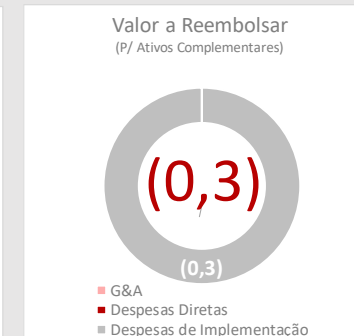 Valor a Reembolsar
(P/ Ativos Complementares)
(0,3)
(0,3)
G&A
Despesas Diretas
Despesas de Implementação